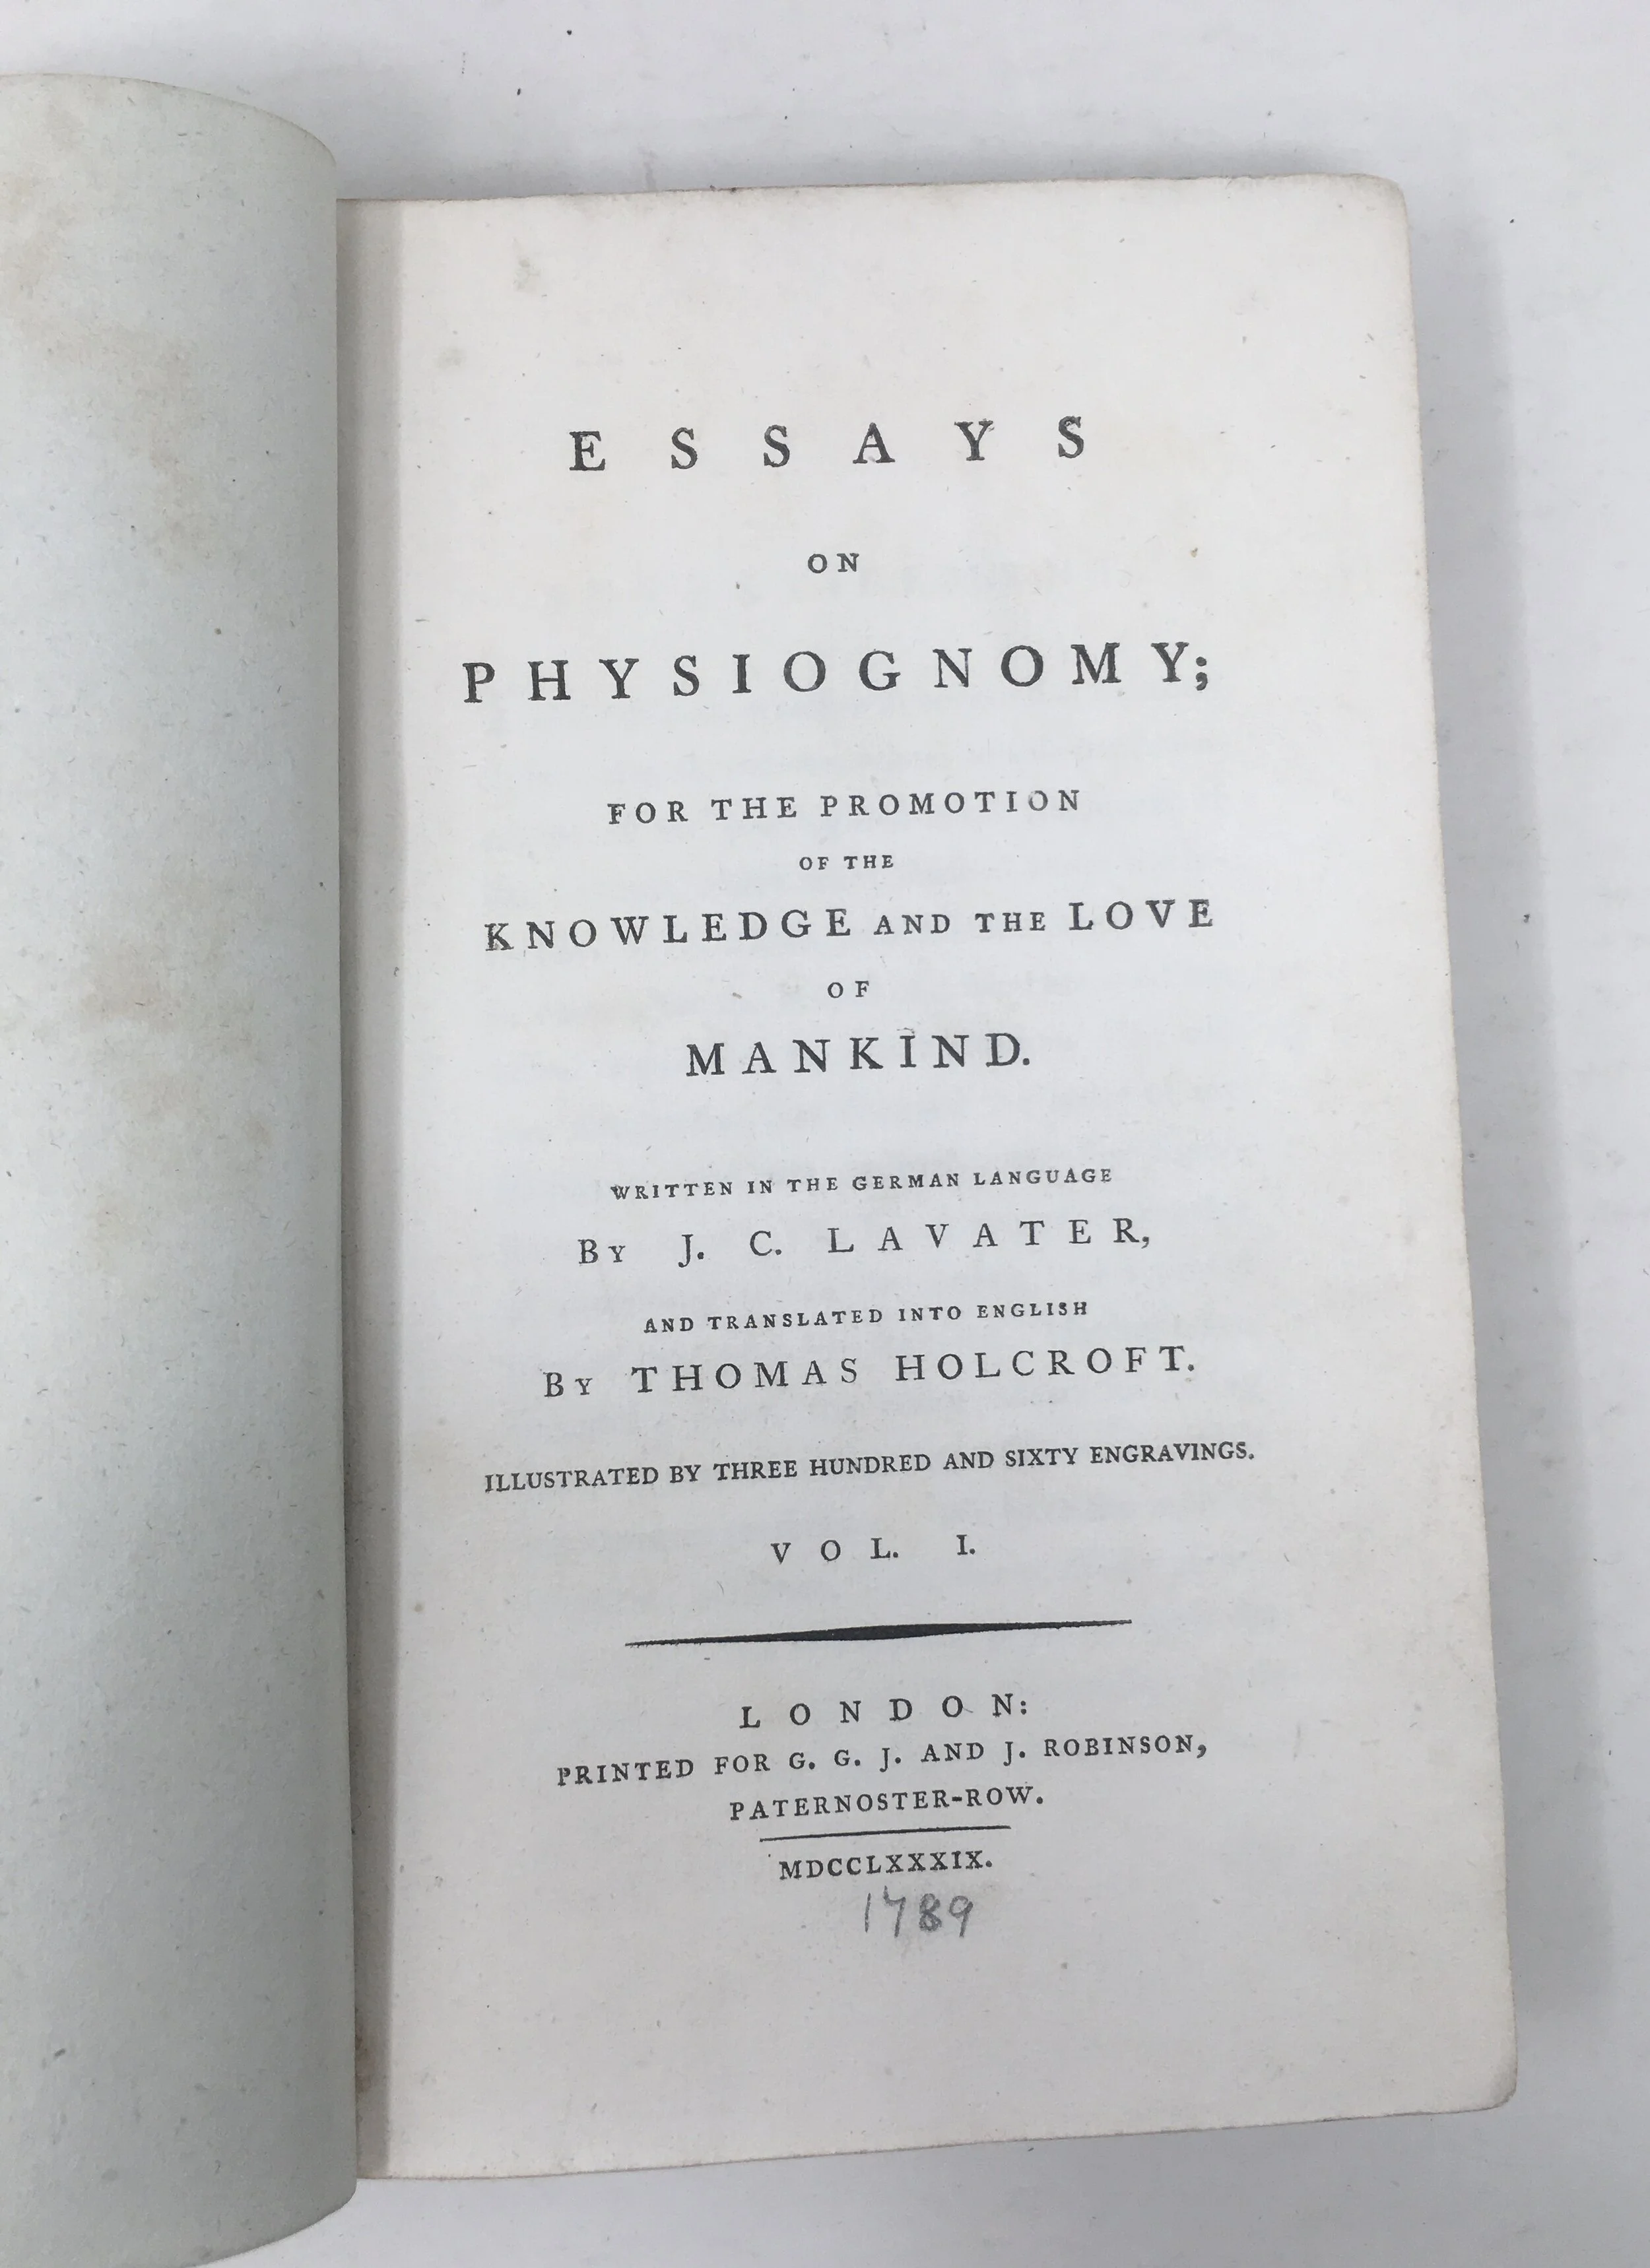 ESSAYS
ON
PHYSIOGNOMY;
FOR THE PROMOTION
OF THE
KNOWLEDGE AND THE LOVE
OF
MANKIND.
WRITTEN IN THE GERMAN LANGUAGE
BY J. C. LAVATER,
AND TRANSLATED INTO ENGLISH
BY THOMAS HOLCROFT.
ILLUSTRATED BY THREE HUNDRED AND SIXTY ENGRAVINGS.
VOL. I.
LONDON:
PRINTED FOR G. G. J. AND J. ROBINSON,
PATERNOSTER-ROW.
MDCCLXXXIX.
1789